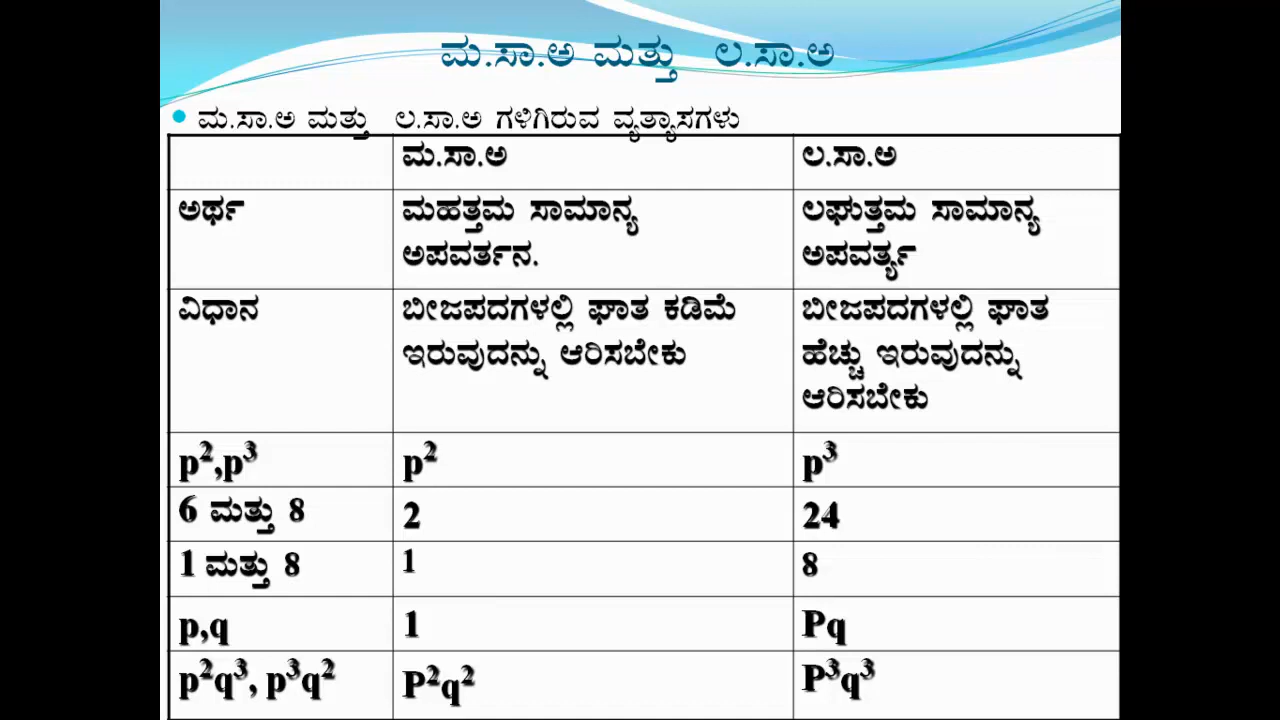 ಮ.ಸಾ.ಅ ಮತ್ತು ಲ.ಸಾ.ಅ
ಮ.ಸಾ.ಅ ಮತ್ತು ಲ.ಸಾ.ಅ ಗಳಿಗಿರುವ ವ್ಯತ್ಯಾಸಗಳು
ಮ.ಸಾ.ಅ ಲ.ಸಾ.ಅ
ಅರ್ಥ ಮಹತ್ತಮ ಸಾಮಾನ್ಯ ಲಘುತ್ತಮ ಸಾಮಾನ್ಯ
ಅಪವರ್ತನ. ಅಪವರ್ತ್ಯ
ವಿಧಾನ ಬೀಜಪದಗಳಲ್ಲಿ ಘಾತ ಕಡಿಮೆ ಬೀಜಪದಗಳಲ್ಲಿ ಘಾತ
ಇರುವುದನ್ನು ಆರಿಸಬೇಕು ಹೆಚ್ಚು ಇರುವುದನ್ನು
ಆರಿಸಬೇಕು
p²,p³ p² p³
6 ಮತ್ತು 8 2 24
1 ಮತ್ತು 8 1 8
p,q 1 Pq
p²q³, p³q² P²q² P³q³